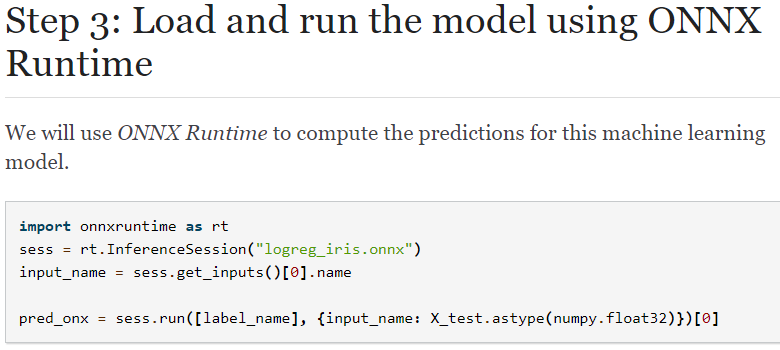 Step 3: Load and run the model using ONNX
Runtime
We will use ONNX Runtime to compute the predictions for this machine learning
model.
import onnxruntime as rt
sess = rt.InferenceSession("logreg_iris.onnx")
input_name = sess.get_inputs()[0].name
pred_onx = sess.run([label_name], {input_name: X_test.astype(numpy.float32)})[0]